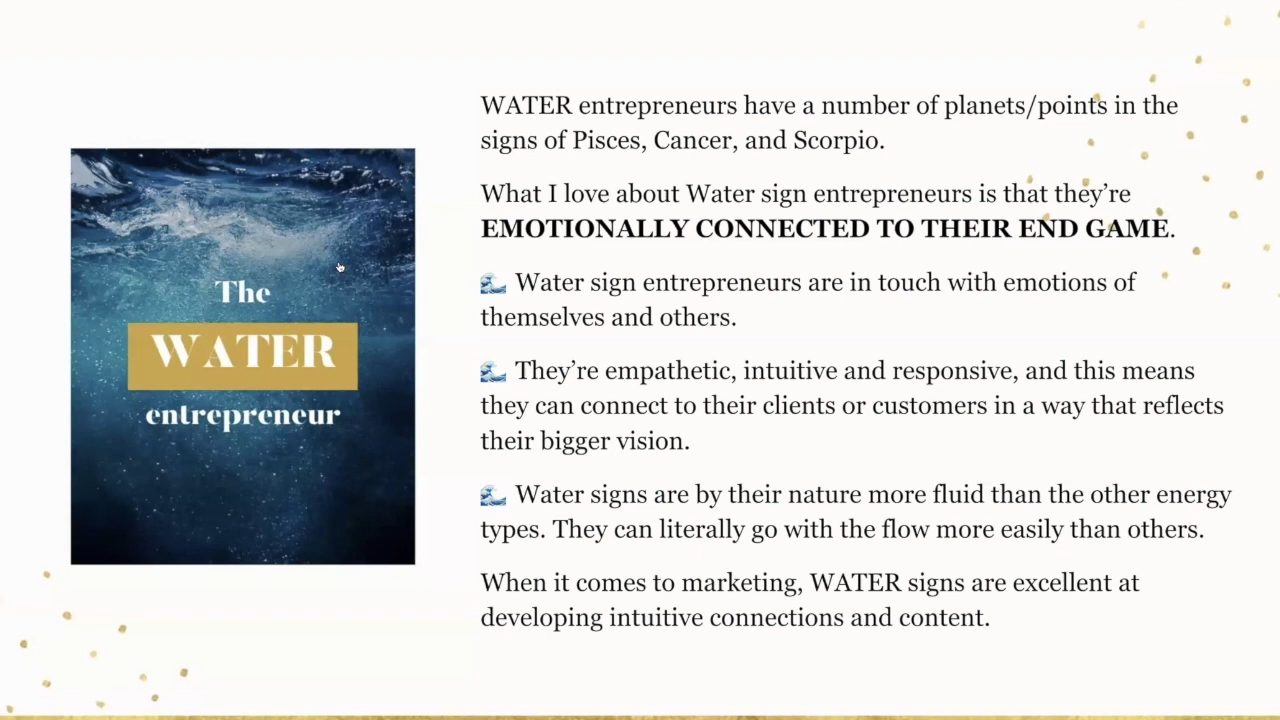 The
WATER
entrepreneur
WATER entrepreneurs have a number of planets/points in the
signs of Pisces, Cancer, and Scorpio.
What I love about Water sign entrepreneurs is that they’re
EMOTIONALLY CONNECTED TO THEIR END GAME.
🌊 Water sign entrepreneurs are in touch with emotions of
themselves and others.
🌊 They’re empathetic, intuitive and responsive, and this means
they can connect to their clients or customers in a way that reflects
their bigger vision.
🌊 Water signs are by their nature more fluid than the other energy
types. They can literally go with the flow more easily than others.
When it comes to marketing, WATER signs are excellent at
developing intuitive connections and content.